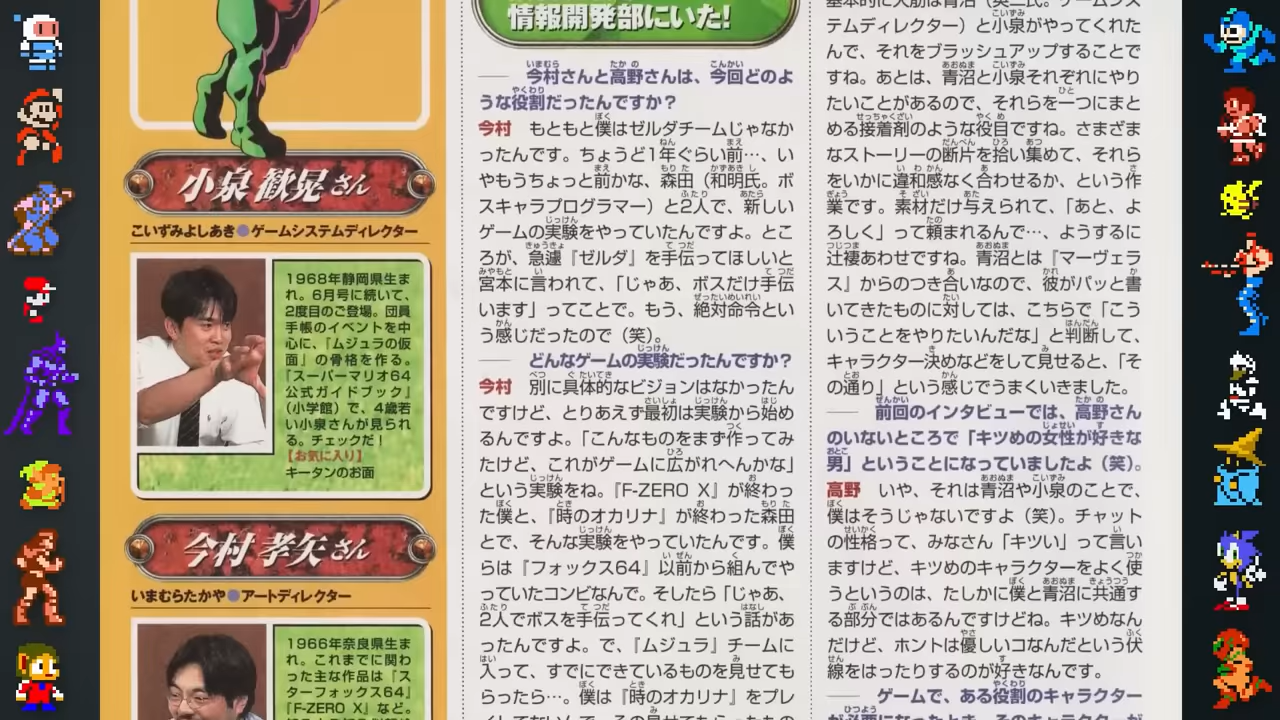 小泉 歓晃さん
こいずみよしあき●ゲームシステムディレクター
1968年静岡県生ま
れ。6月号に続いて、
2度目のご登場。団員
手帳のイベントを中
心に、『ムジュラの仮
面』の骨格を作る。
『スーパーマリオ64
公式ガイドブック』
(小学館)で、4歳若
い小泉さんが見られ
る。チェックだ!
【お気に入り】
キータンのお面
今村 孝矢さん
いまむらたかや●アートディレクター
1966年奈良県生ま
れ。これまでに関わ
った主な作品は『ス
ターフォックス64』
『F-ZERO X』など。
情報開発部にいた!
―― 今村さんと高野さんは、今回どのよ
うな役割だったんですか?
今村 もともと僕はゼルダチームじゃなか
ったんです。ちょうど1年ぐらい前…、い
やもうちょっと前かな、森田(和明氏。ボ
スキャラプログラマー)と2人で、新しい
ゲームの実験をやっていたんですよ。とこ
ろが、急遽『ゼルダ』を手伝ってほしいと
宮本に言われて、「じゃあ、ボスだけ手伝
います」ってことで。もう、絶対命令とい
う感じだったので(笑)。
―― どんなゲームの実験だったんですか?
今村 別に具体的なビジョンはなかったん
ですけど、とりあえず最初は実験から始め
るんですよ。「こんなものをまず作ってみ
たけど、これがゲームに広がれへんかな」
という実験をね。『F-ZERO X』が終わっ
た僕と、『時のオカリナ』が終わった森田
とで、そんな実験をやっていたんです。僕
らは『フォックス64』以前から組んでや
っていたコンビなんで。そしたら「じゃあ、
2人でボスを手伝ってくれ」という話があ
ったんですよ。で、『ムジュラ』チームに
入って、すでにできているものを見せても
らったら…。僕は『時のオカリナ』をプレ
テムディレクター)と小泉がやってくれた
んで、それをブラッシュアップすることで
すね。あとは、青沼と小泉それぞれにやり
たいことがあるので、それらを一つにまと
める接着剤のような役目ですね。さまざま
なストーリーの断片を拾い集めて、それら
をいかに違和感なく合わせるか、という作
業です。素材だけ与えられて、「あと、よ
ろしく」って頼まれるんで…、ようするに
辻褄あわせですね。青沼とは『マーヴェラ
ス』からのつき合いなので、彼がパッと書
いてきたものに対しては、こちらで「こう
いうことをやりたいんだな」と判断して、
キャラクター決めなどをして見せると、「そ
の通り」という感じでうまくいきました。
―― 前回のインタビューでは、高野さん
のいないところで「キツめの女性が好きな
男」ということになっていましたよ(笑)。
高野 いや、それは青沼や小泉のことで、
僕はそうじゃないですよ(笑)。チャット
の性格って、みなさん「キツい」って言い
ますけど、キツめのキャラクターをよく使
うというのは、たしかに僕と青沼に共通す
る部分ではあるんですけどね。キツめなん
だけど、ホントは優しいコなんだという伏
線をはったりするのが好きなんです。
―― ゲームで、ある役割のキャラクター